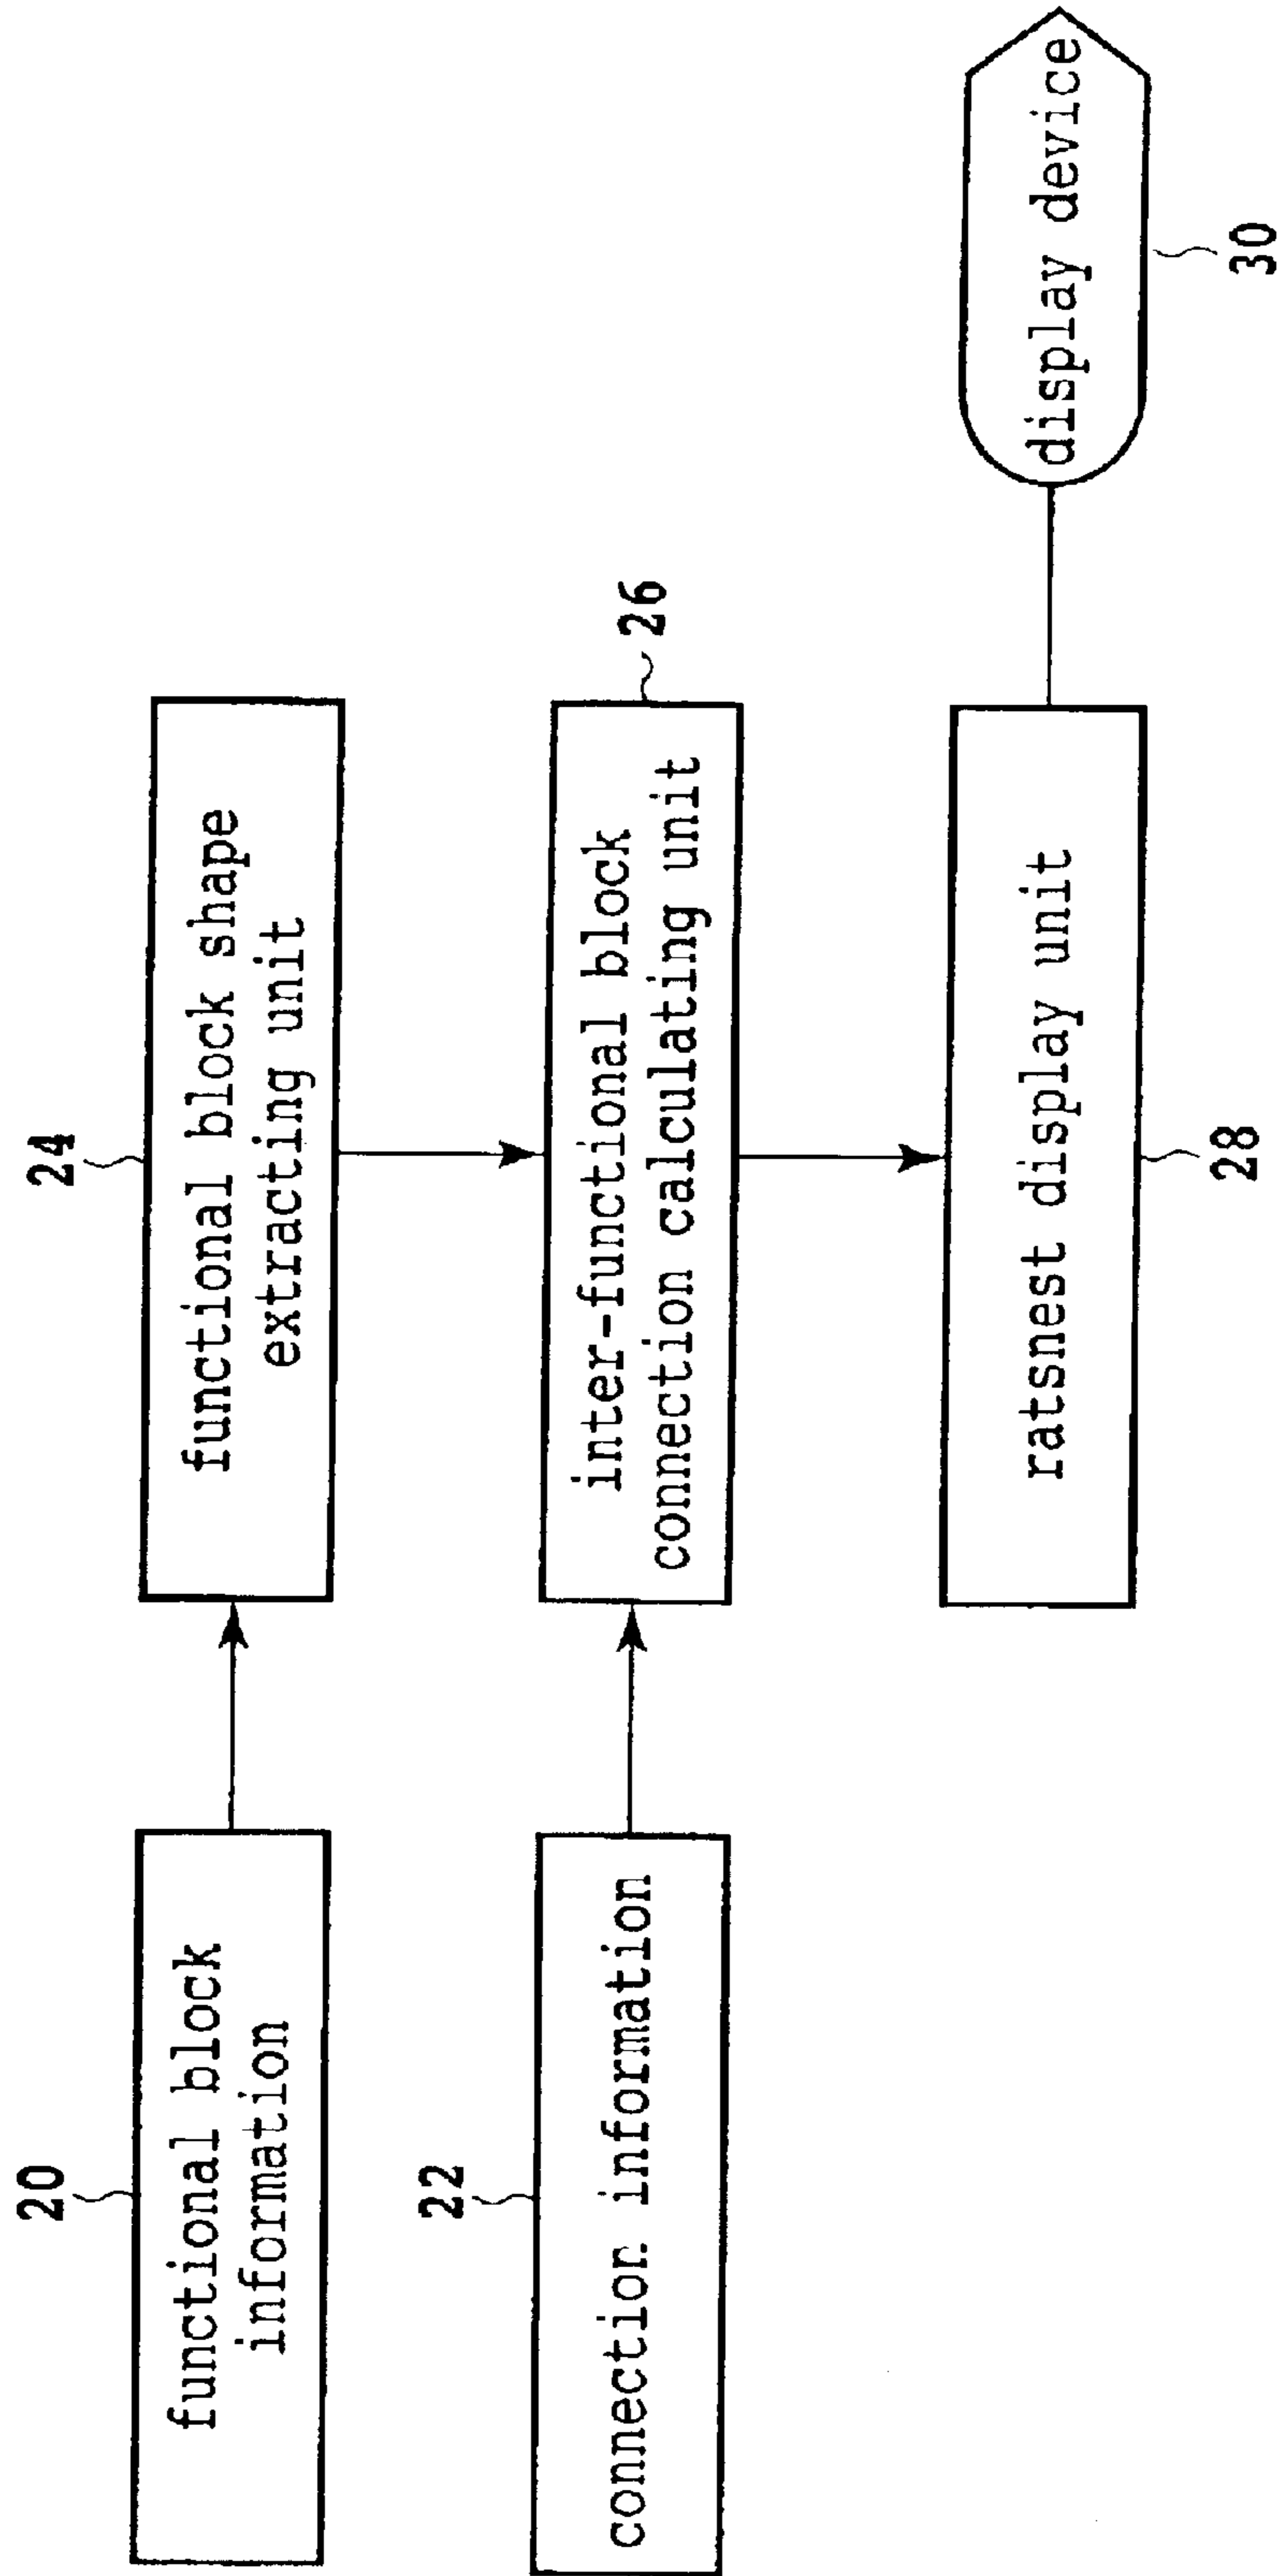 20
functional block
information
24
functional block shape
extracting unit
22
connection information
26
inter-functional block
connection calculating unit
ratsnest display unit
28
display device
30